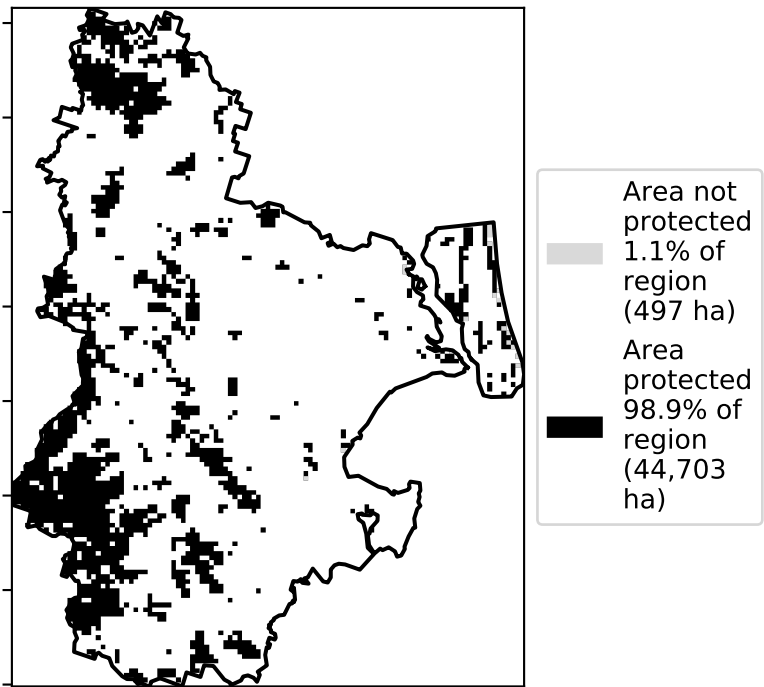 Area not
protected
1.1% of
region
(497 ha)
Area
protected
98.9% of
region
(44,703
ha)